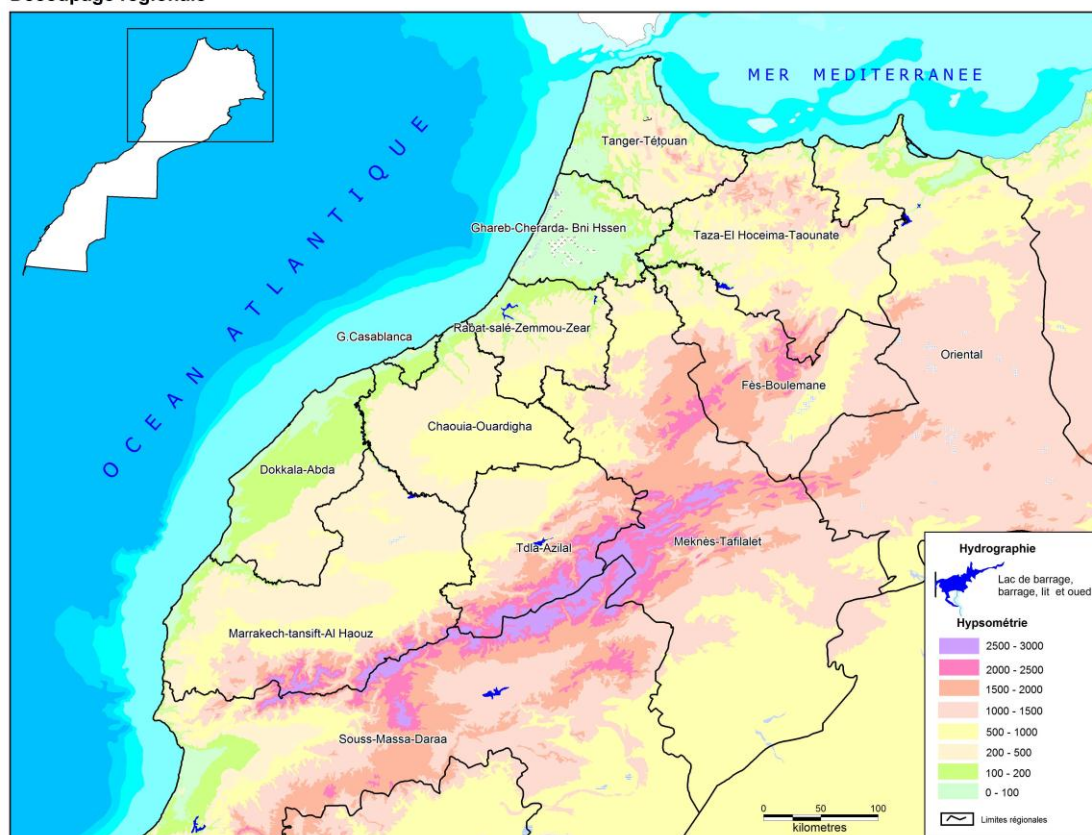 MER MEDITERRANEE
OCEAN ATLANTIQUE
Tanger-Tétouan
Ghareb-Cherarda- Bni Hssen
Taza-El Hoceima-Taounate
Rabat-salé-Zemmou-Zear
G.Casablanca
Oriental
Fès-Boulemane
Chaouia-Ouardigha
Dokkala-Abda
Tdla-Azilal
Meknès-Tafilalet
Marrakech-tansift-Al Haouz
Souss-Massa-Daraa
Hydrographie
Lac de barrage,
barrage, lit et oued
Hypsométrie
2500 - 3000
2000 - 2500
1500 - 2000
1000 - 1500
500 - 1000
200 - 500
100 - 200
0 - 100
Limites régionales
0 50 100
kilometres